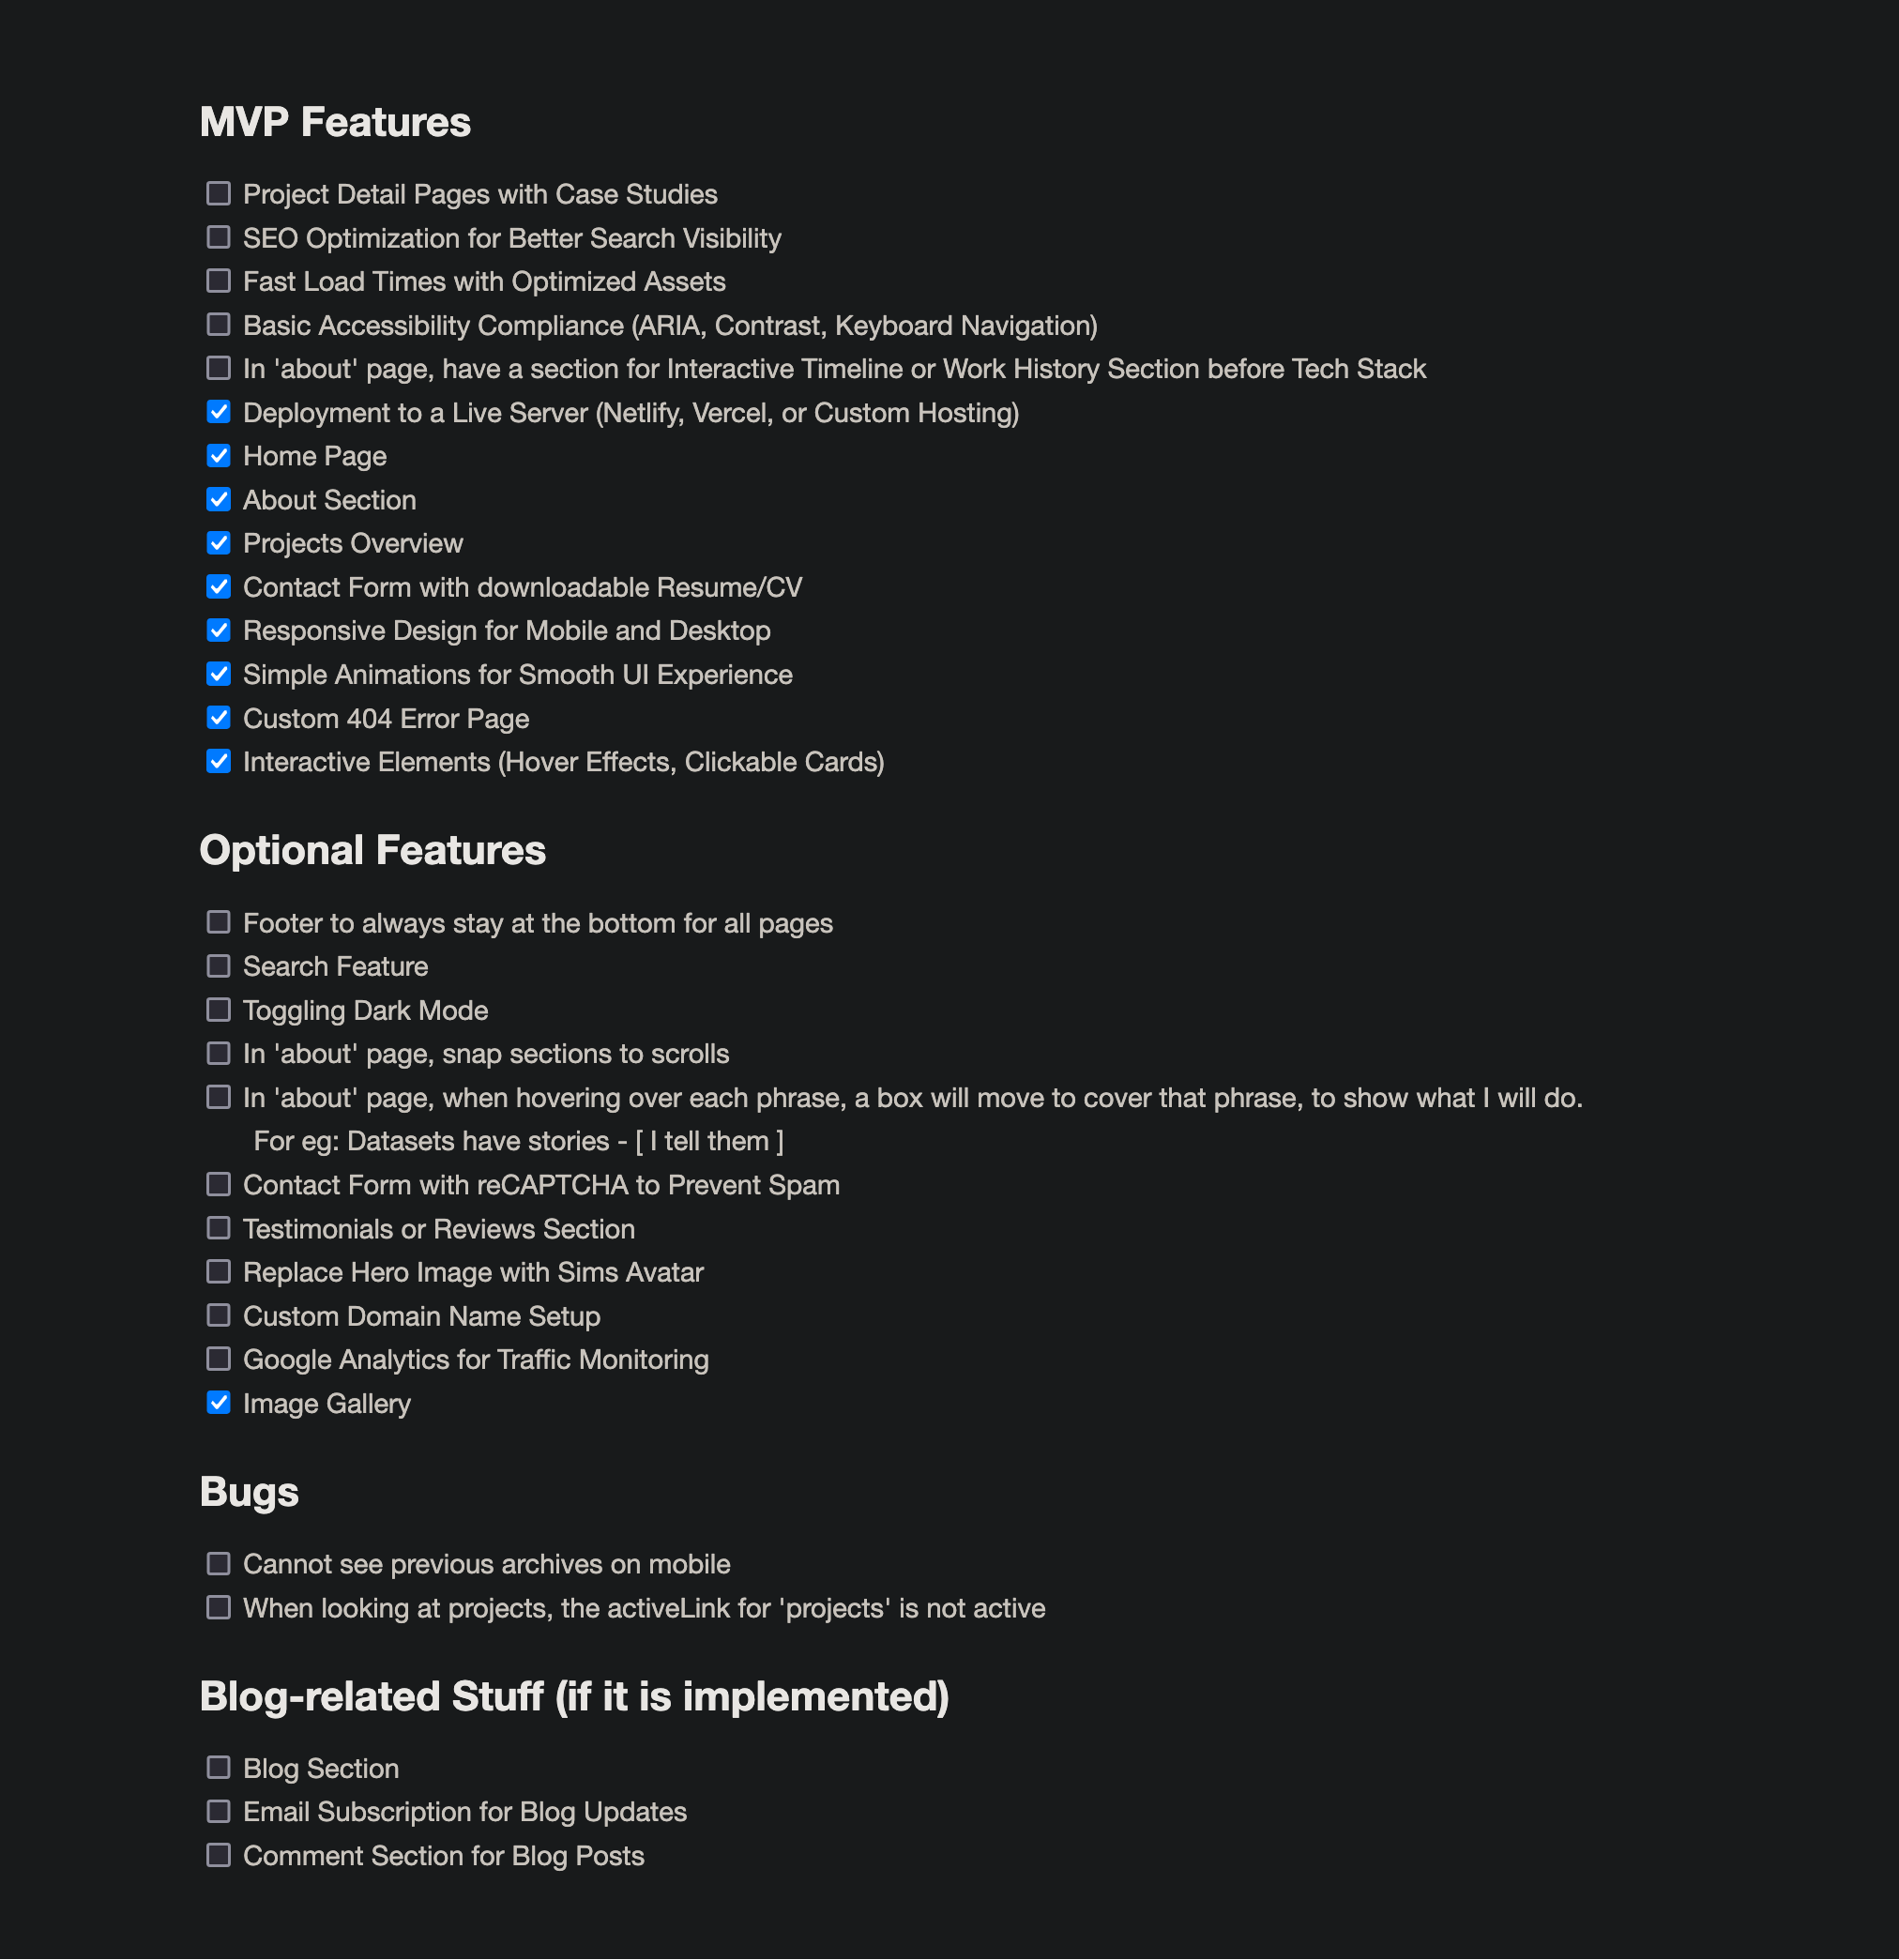 MVP Features
Project Detail Pages with Case Studies
SEO Optimization for Better Search Visibility
Fast Load Times with Optimized Assets
Basic Accessibility Compliance (ARIA, Contrast, Keyboard Navigation)
In 'about' page, have a section for Interactive Timeline or Work History Section before Tech Stack
Deployment to a Live Server (Netlify, Vercel, or Custom Hosting)
Home Page
About Section
Projects Overview
Contact Form with downloadable Resume/CV
Responsive Design for Mobile and Desktop
Simple Animations for Smooth UI Experience
Custom 404 Error Page
Interactive Elements (Hover Effects, Clickable Cards)
Optional Features
Footer to always stay at the bottom for all pages
Search Feature
Toggling Dark Mode
In 'about' page, snap sections to scrolls
In 'about' page, when hovering over each phrase, a box will move to cover that phrase, to show what I will do.
For eg: Datasets have stories - [ I tell them ]
Contact Form with reCAPTCHA to Prevent Spam
Testimonials or Reviews Section
Replace Hero Image with Sims Avatar
Custom Domain Name Setup
Google Analytics for Traffic Monitoring
Image Gallery
Bugs
Cannot see previous archives on mobile
When looking at projects, the activeLink for 'projects' is not active
Blog-related Stuff (if it is implemented)
Blog Section
Email Subscription for Blog Updates
Comment Section for Blog Posts